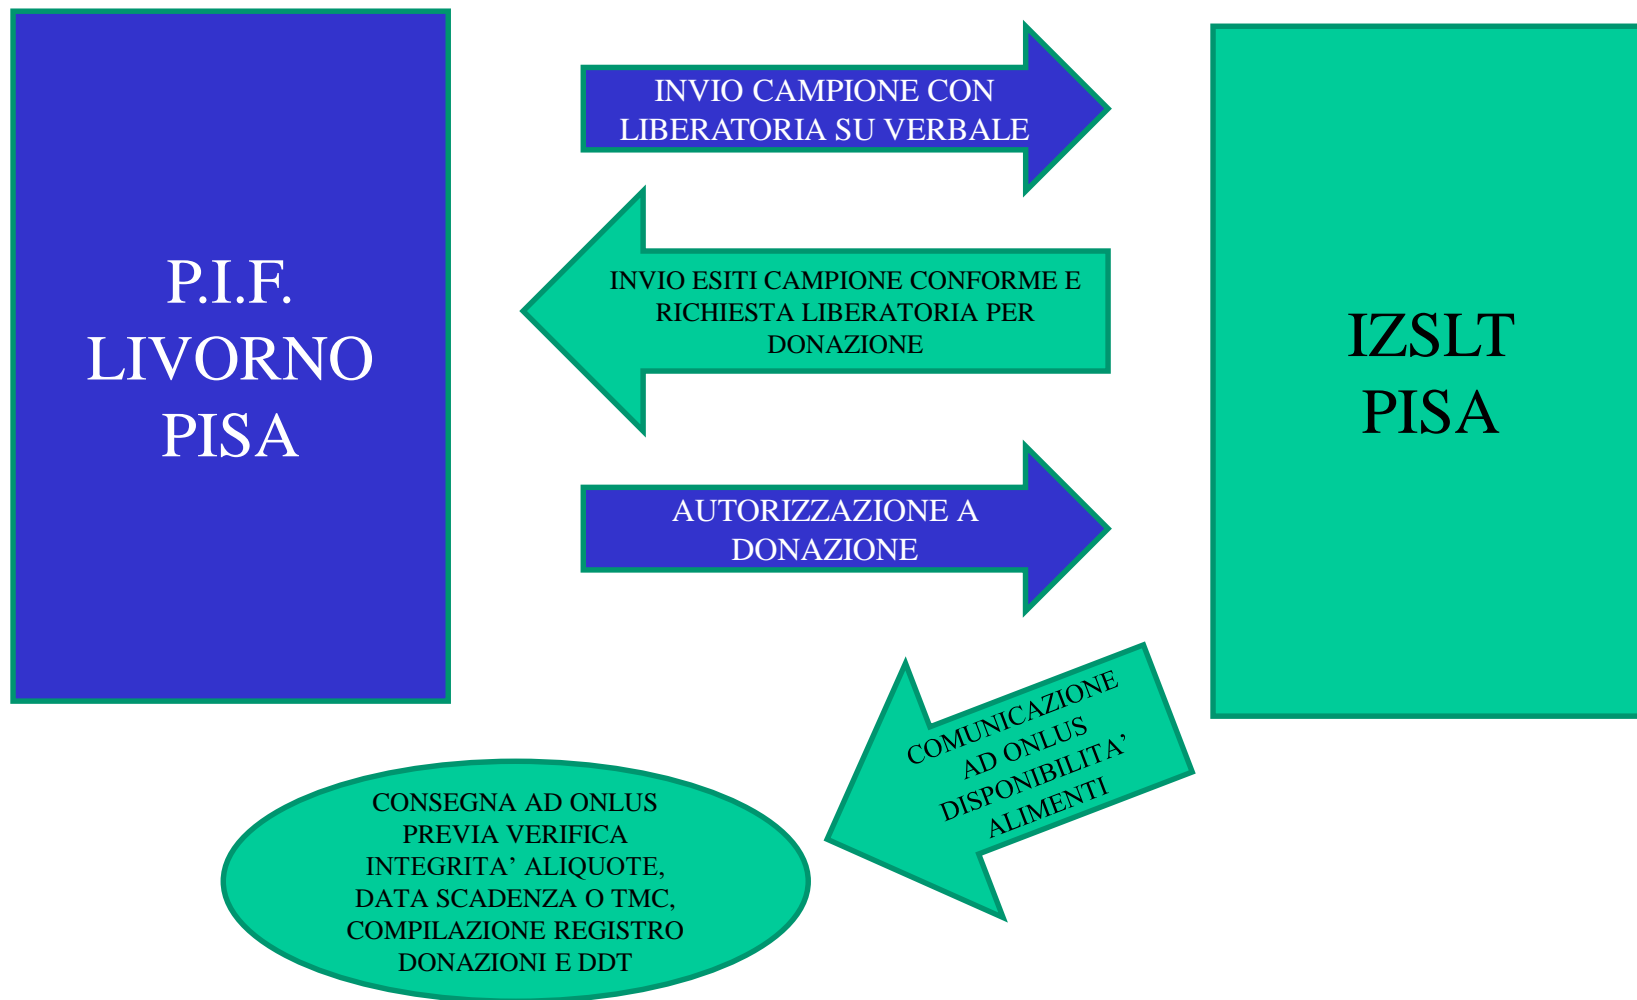 P.I.F.
LIVORNO
PISA
INVIO CAMPIONE CON
LIBERATORIA SU VERBALE
INVIO ESITI CAMPIONE CONFORME E
RICHIESTA LIBERATORIA PER
DONAZIONE
AUTORIZZAZIONE A
DONAZIONE
IZSLT
PISA
COMUNICAZIONE
AD ONLUS
DISPONIBILITA’
ALIMENTI
CONSEGNA AD ONLUS
PREVIA VERIFICA
INTEGRITA’ ALIQUOTE,
DATA SCADENZA O TMC,
COMPILAZIONE REGISTRO
DONAZIONI E DDT